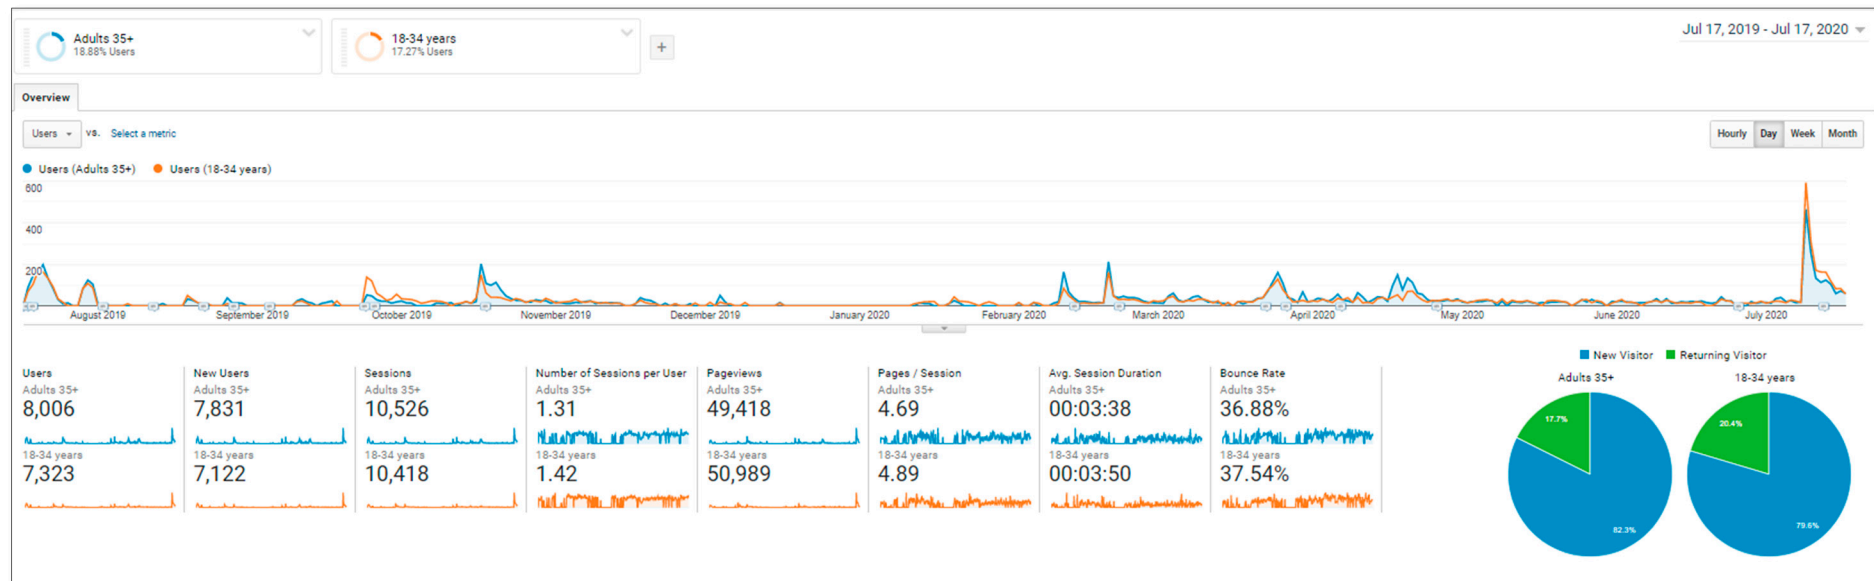 Adults 35+
18.88% Users
18-34 years
17.27% Users
+
Jul 17, 2019 - Jul 17, 2020
Overview
Users vs. Select a metric
Hourly Day Week Month
Users (Adults 35+) Users (18-34 years)
600
400
200
August 2019 September 2019 October 2019 November 2019 December 2019 January 2020 February 2020 March 2020 April 2020 May 2020 June 2020 July 2020
Users
Adults 35+
8,006
18-34 years
7,323
New Users
Adults 35+
7,831
18-34 years
7,122
Sessions
Adults 35+
10,526
18-34 years
10,418
Number of Sessions per User
Adults 35+
1.31
18-34 years
1.42
Pageviews
Adults 35+
49,418
18-34 years
50,989
Pages / Session
Adults 35+
4.69
18-34 years
4.89
Avg. Session Duration
Adults 35+
00:03:38
18-34 years
00:03:50
Bounce Rate
Adults 35+
36.88%
18-34 years
37.54%
New Visitor Returning Visitor
Adults 35+
17.7%
82.3%
18-34 years
20.4%
79.6%